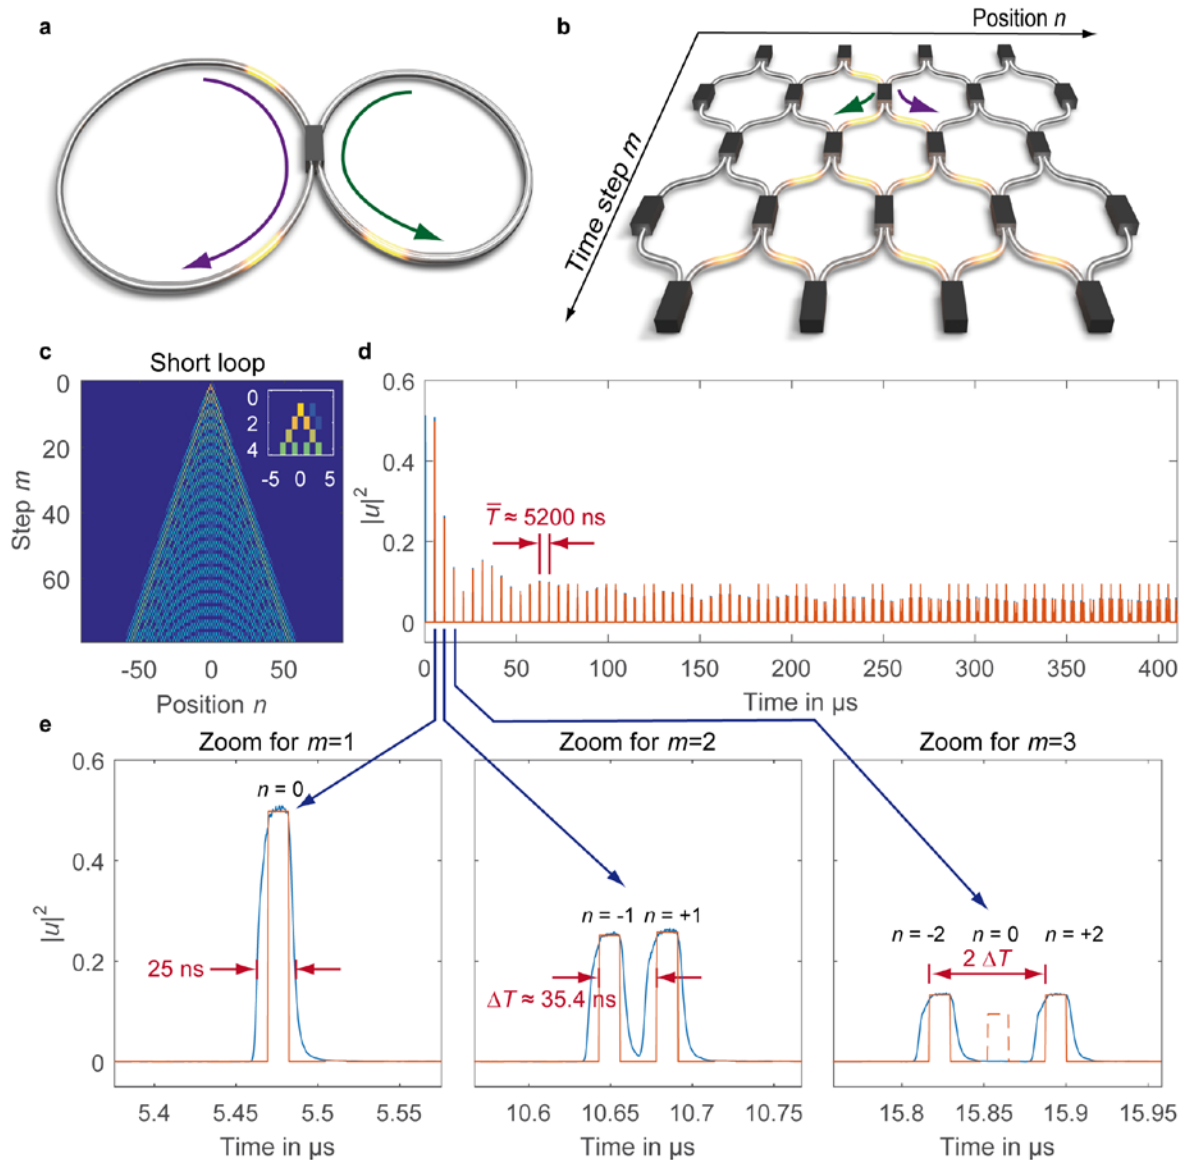 a
b
Position n
Time step m
c
Short loop
0
20
40
60
Step m
0
2
4
-5 0 5
-50 0 50
Position n
d
0.6
0.4
0.2
0
|u|²
T̅ ≈ 5200 ns
0 50 100 150 200 250 300 350 400
Time in µs
e
Zoom for m=1
Zoom for m=2
Zoom for m=3
0.6
0.4
0.2
0
|u|²
n = 0
25 ns
5.4 5.45 5.5 5.55
Time in µs
n = -1 n = +1
ΔT ≈ 35.4 ns
10.6 10.65 10.7 10.75
Time in µs
n = -2 n = 0 n = +2
2 ΔT
15.8 15.85 15.9 15.95
Time in µs